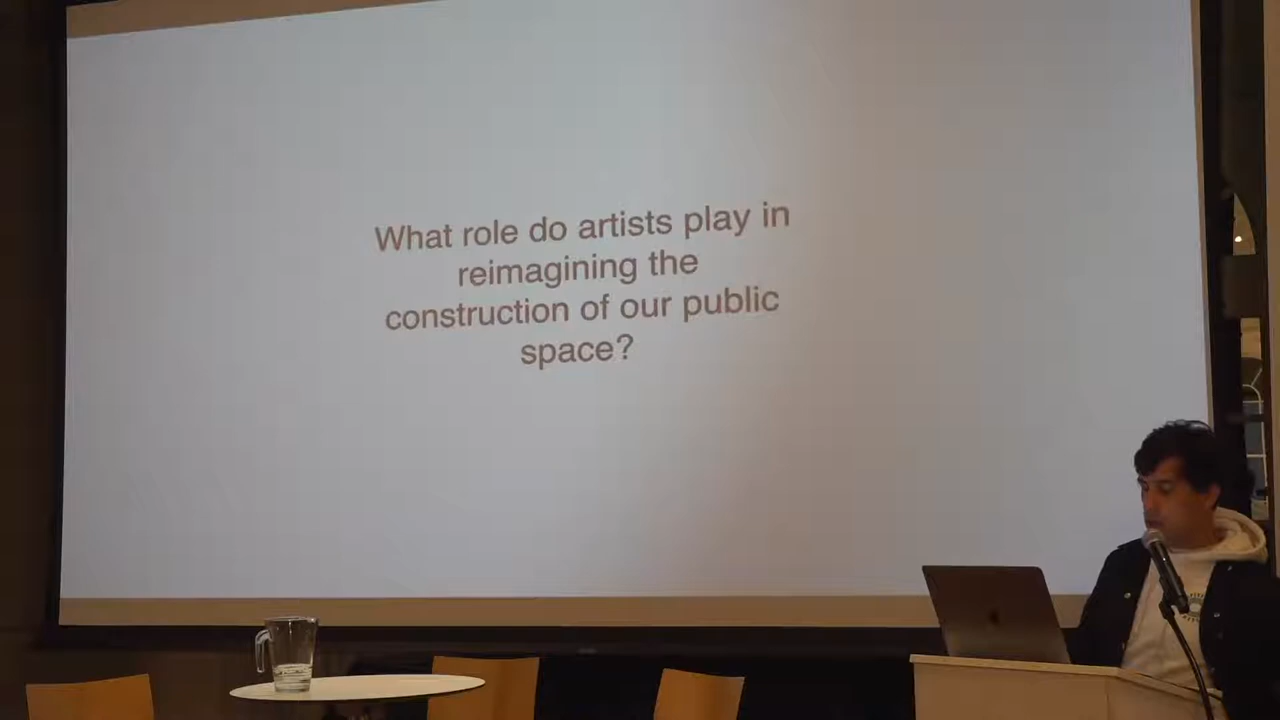 What role do artists play in
reimagining the
construction of our public
space?